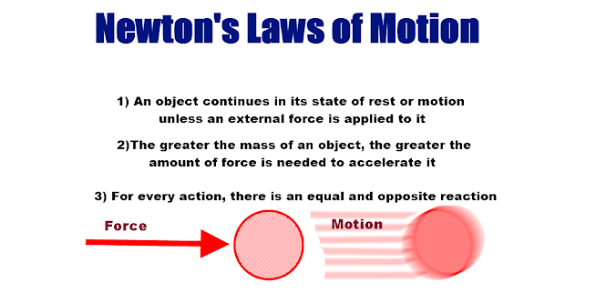 Newton's Laws of Motion
1) An object continues in its state of rest or motion
unless an external force is applied to it
2)The greater the mass of an object, the greater the
amount of force is needed to accelerate it
3) For every action, there is an equal and opposite reaction
Force
Motion